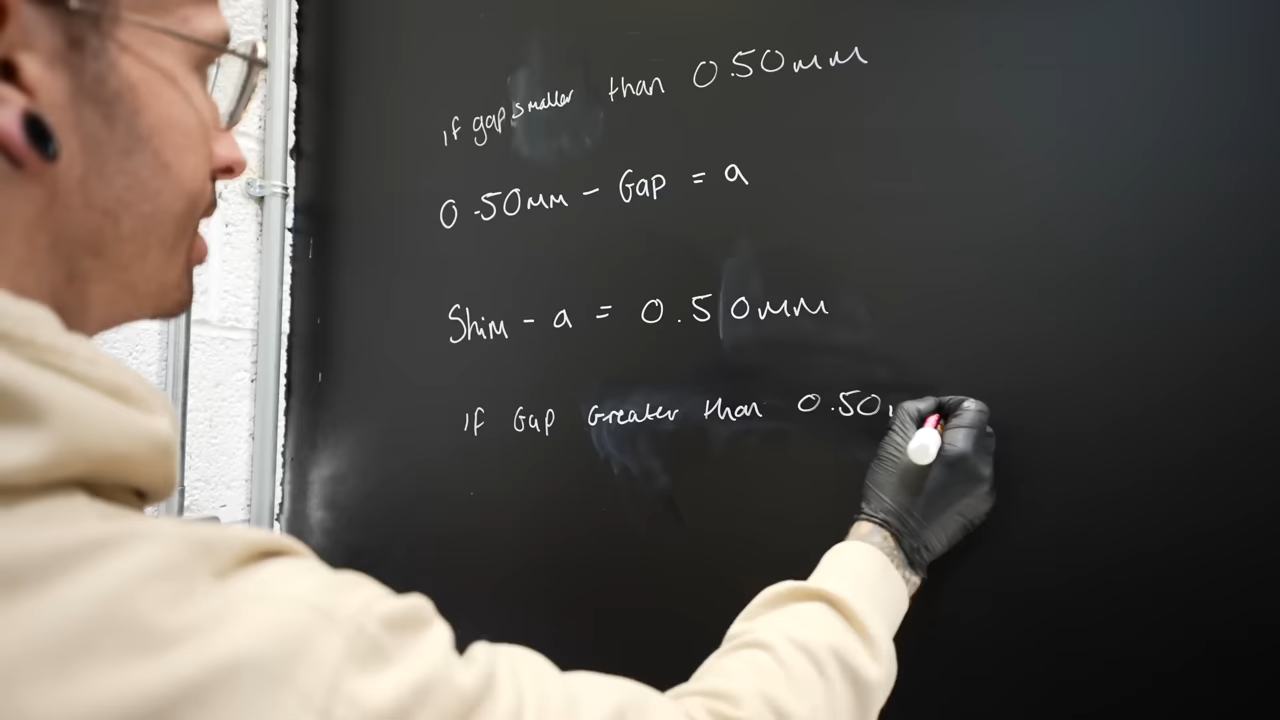 if gap smaller than 0.50mm
0.50mm - Gap = a
Shim - a = 0.50mm
If Gap Greater than 0.50